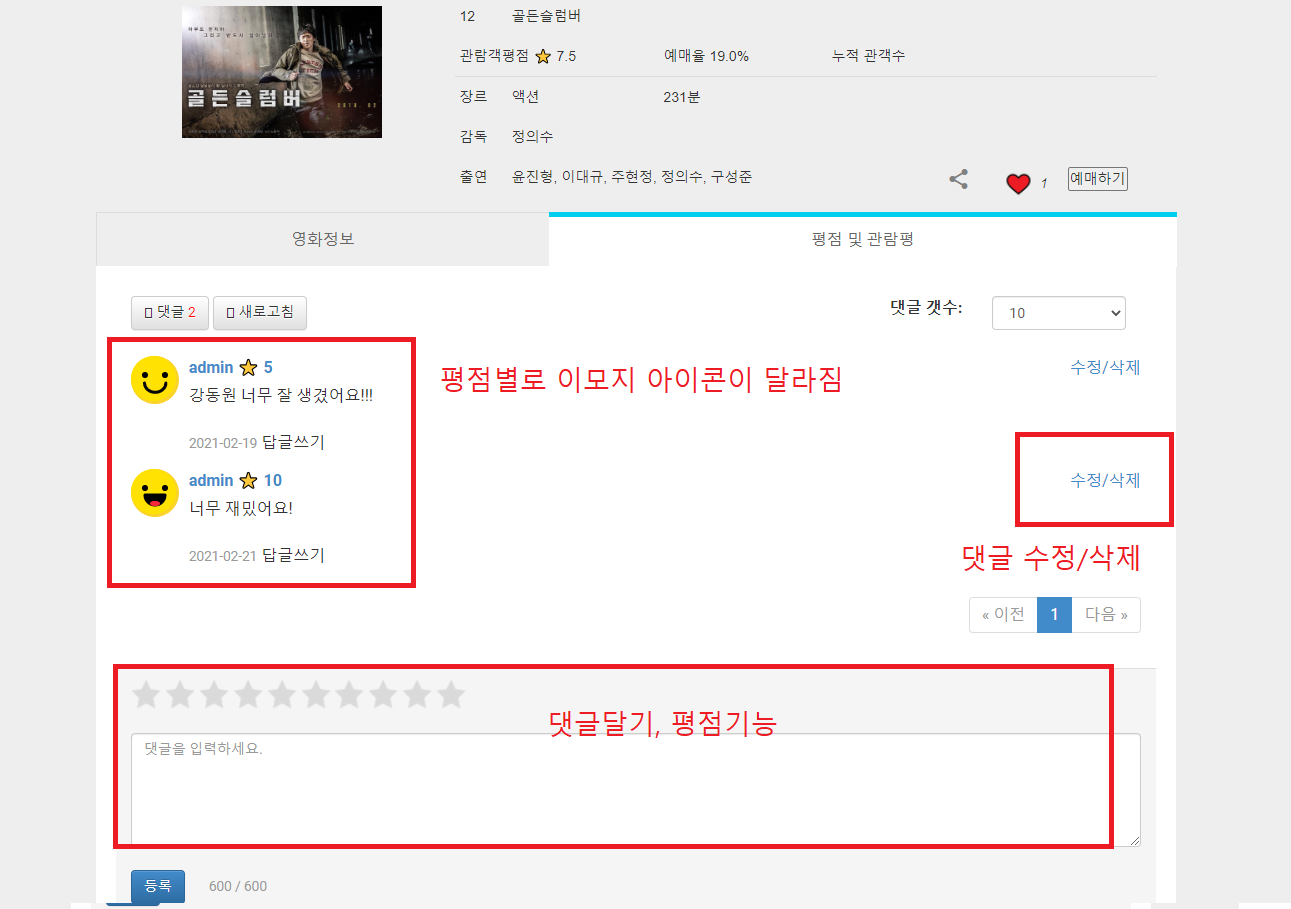 12 골든슬럼버
관람객평점 7.5 예매율 19.0% 누적 관객수
골든슬럼버
장르 액션 231분
감독 정의수
출연 윤진형, 이대규, 주현정, 정의수, 구성준
1 예매하기
영화정보 평점 및 관람평
댓글 2 새로고침 댓글 갯수: 10
admin 5 수정/삭제
강동원 너무 잘 생겼어요!!!
평점별로 이모지 아이콘이 달라짐
2021-02-19 답글쓰기
admin 10 수정/삭제
너무 재밌어요!
2021-02-21 답글쓰기
댓글 수정/삭제
« 이전 1 다음 »
댓글달기, 평점기능
댓글을 입력하세요.
등록 600 / 600